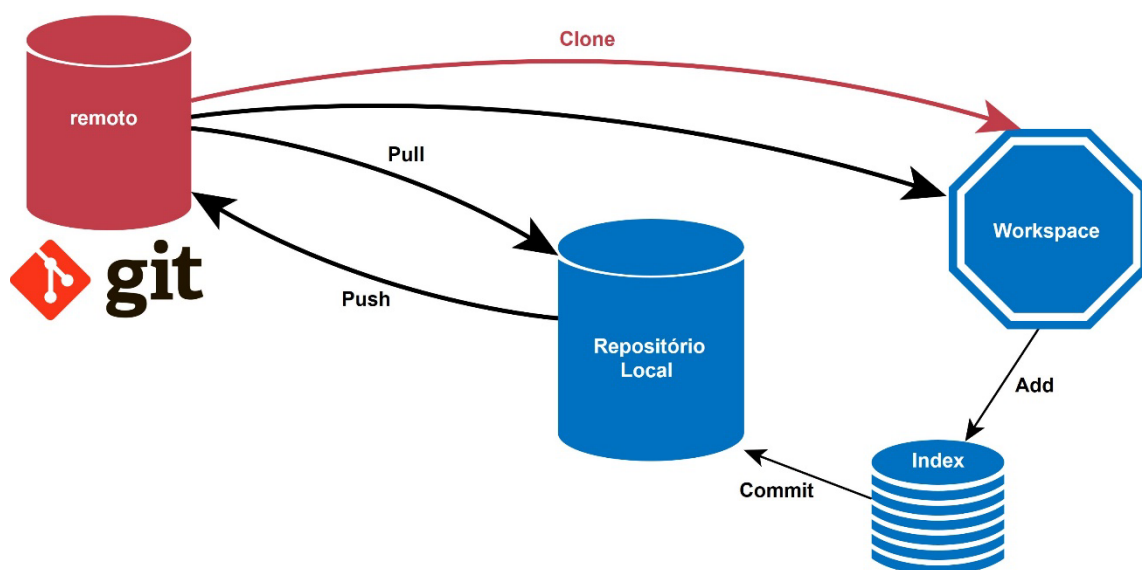 Clone
remoto
Pull
Workspace
git
Push
Repositório
Local
Add
Index
Commit